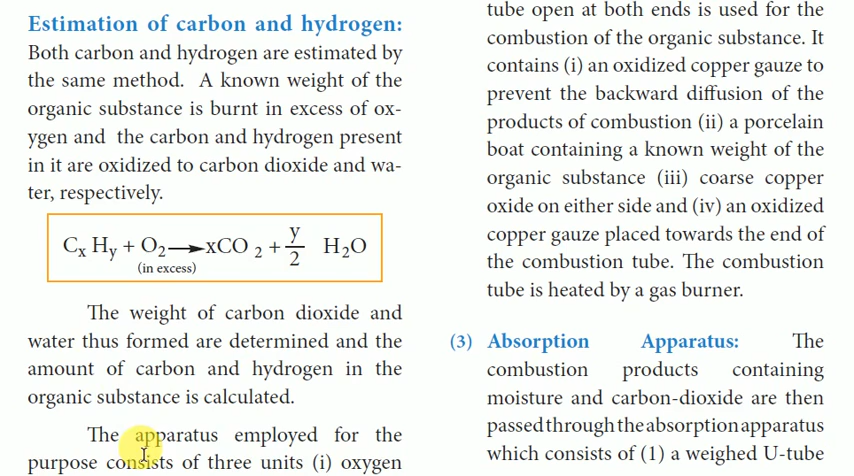 Estimation of carbon and hydrogen:
Both carbon and hydrogen are estimated by
the same method. A known weight of the
organic substance is burnt in excess of ox-
ygen and the carbon and hydrogen present
in it are oxidized to carbon dioxide and wa-
ter, respectively.
Cx Hy + O2 → xCO 2 + y/2 H2O
(in excess)
The weight of carbon dioxide and
water thus formed are determined and the
amount of carbon and hydrogen in the
organic substance is calculated.
The apparatus employed for the
purpose consists of three units (i) oxygen
tube open at both ends is used for the
combustion of the organic substance. It
contains (i) an oxidized copper gauze to
prevent the backward diffusion of the
products of combustion (ii) a porcelain
boat containing a known weight of the
organic substance (iii) coarse copper
oxide on either side and (iv) an oxidized
copper gauze placed towards the end of
the combustion tube. The combustion
tube is heated by a gas burner.
(3) Absorption Apparatus: The
combustion products containing
moisture and carbon-dioxide are then
passed through the absorption apparatus
which consists of (1) a weighed U-tube